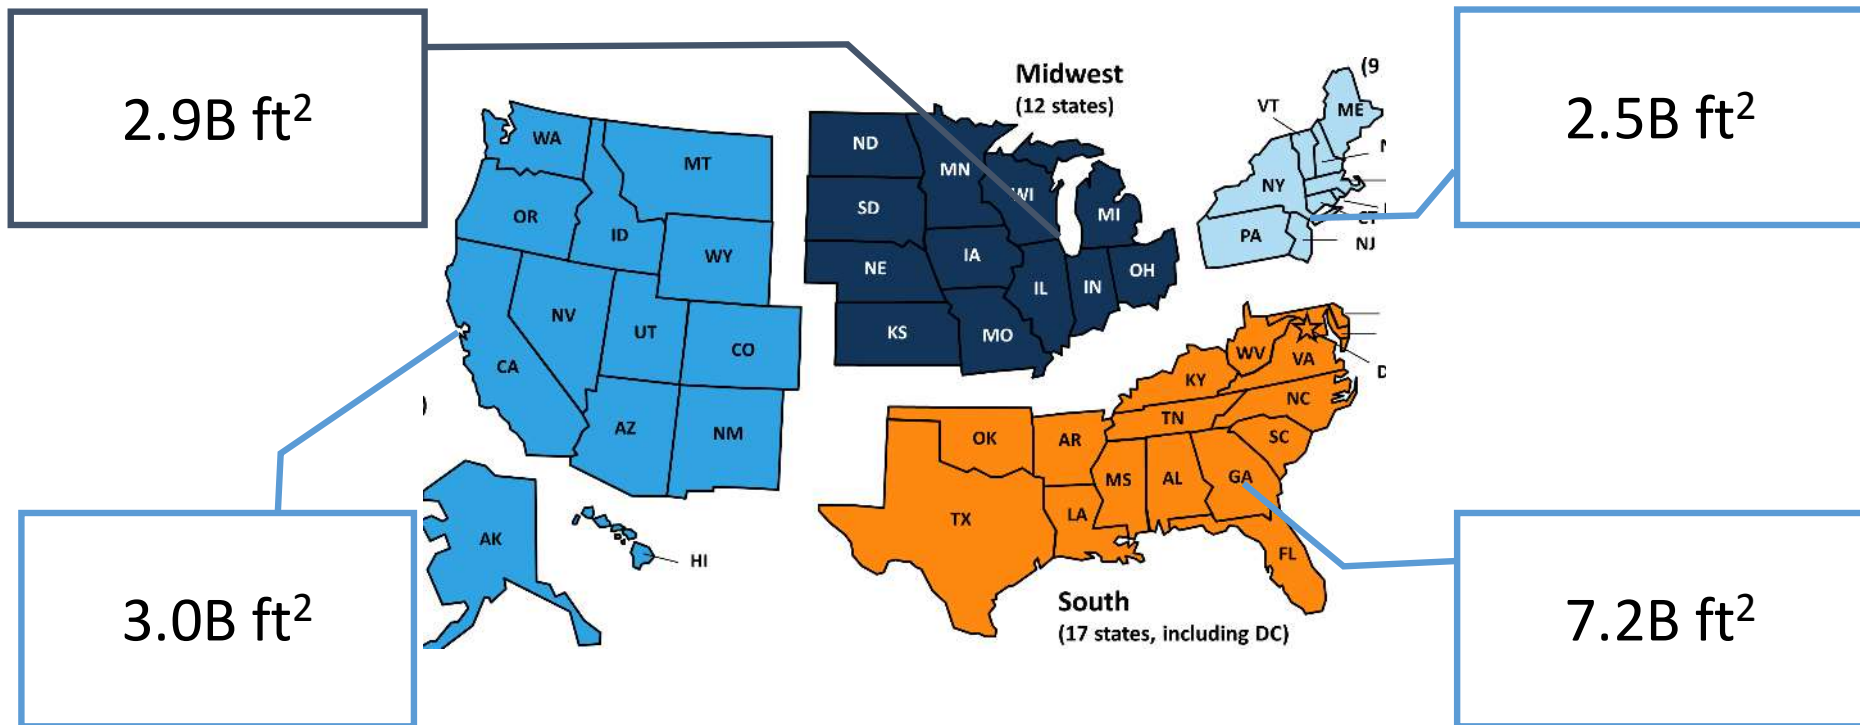 2.9B ft²
2.5B ft²
3.0B ft²
7.2B ft²
Midwest
(12 states)
(9
South
(17 states, including DC)
WA
MT
OR
ID
WY
NV
UT
CO
CA
AZ
NM
AK
HI
ND
MN
SD
WI
MI
NE
IA
IL
IN
OH
KS
MO
VT
ME
NY
PA
CT
NJ
WV
VA
KY
NC
TN
SC
OK
AR
MS
AL
GA
TX
LA
FL
)